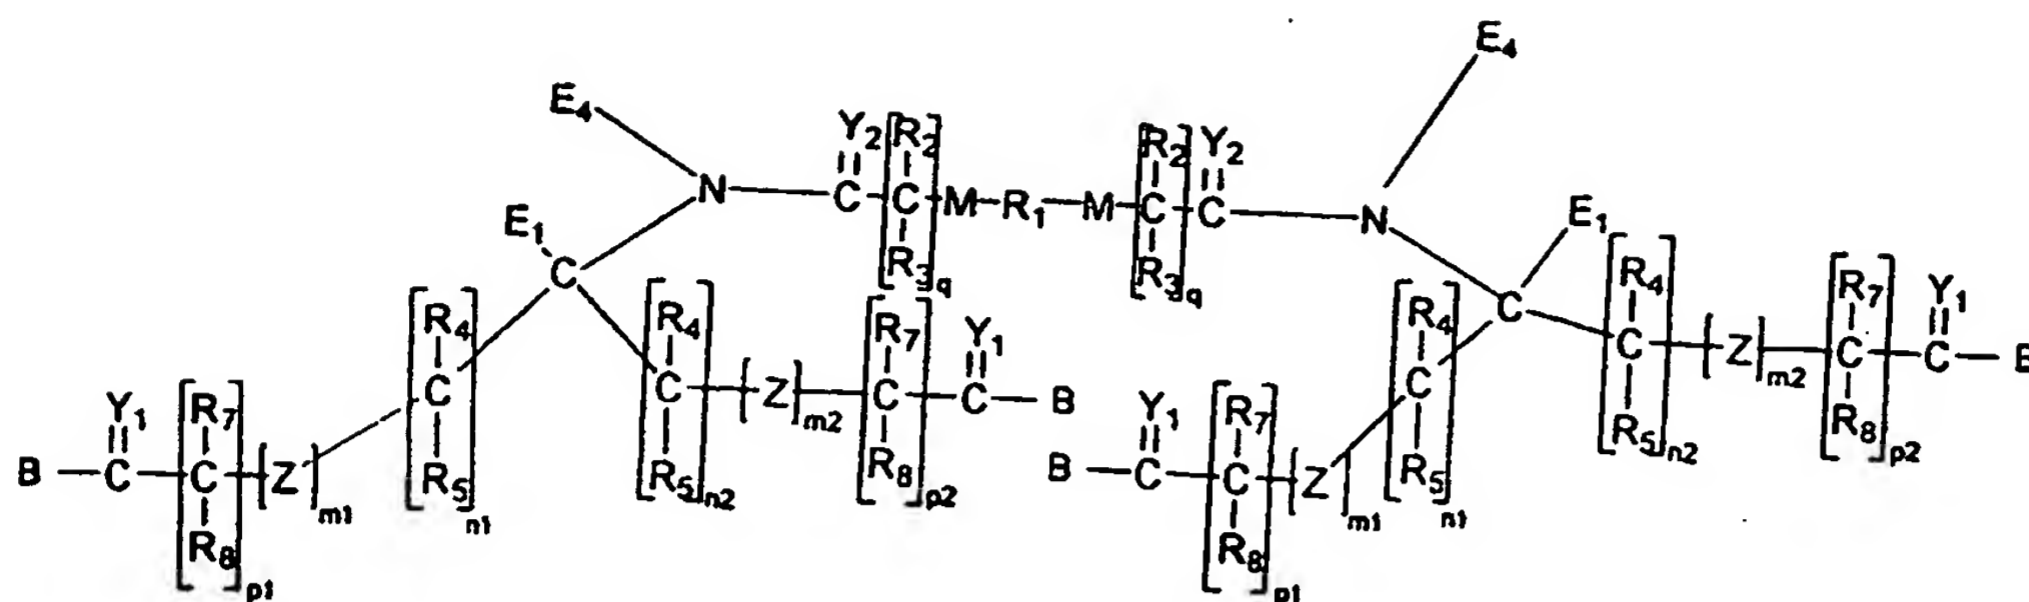 E4
E4
Y2 R2 R2 Y2
N C C M R1 M C C N
E1 R3 q R3 q E1
C C
R4 R4 R7 Y1 R4 R4 R7 Y1
C C Z m2 C C B C C Z m2 C C B
R5 n1 R5 n2 R8 p2 R5 n1 R5 n2 R8 p2
Y1 R7 Y1 R7
B C C Z m1 B C C Z m1
R8 p1 R8 p1